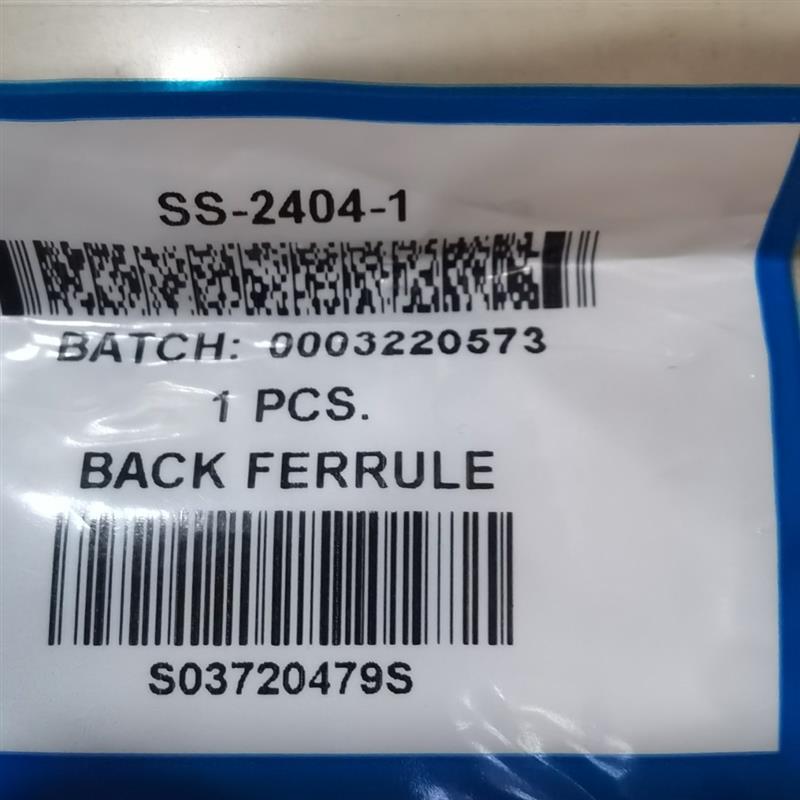 SS-2404-1
BATCH: 0003220573
1 PCS.
BACK FERRULE
S03720479S